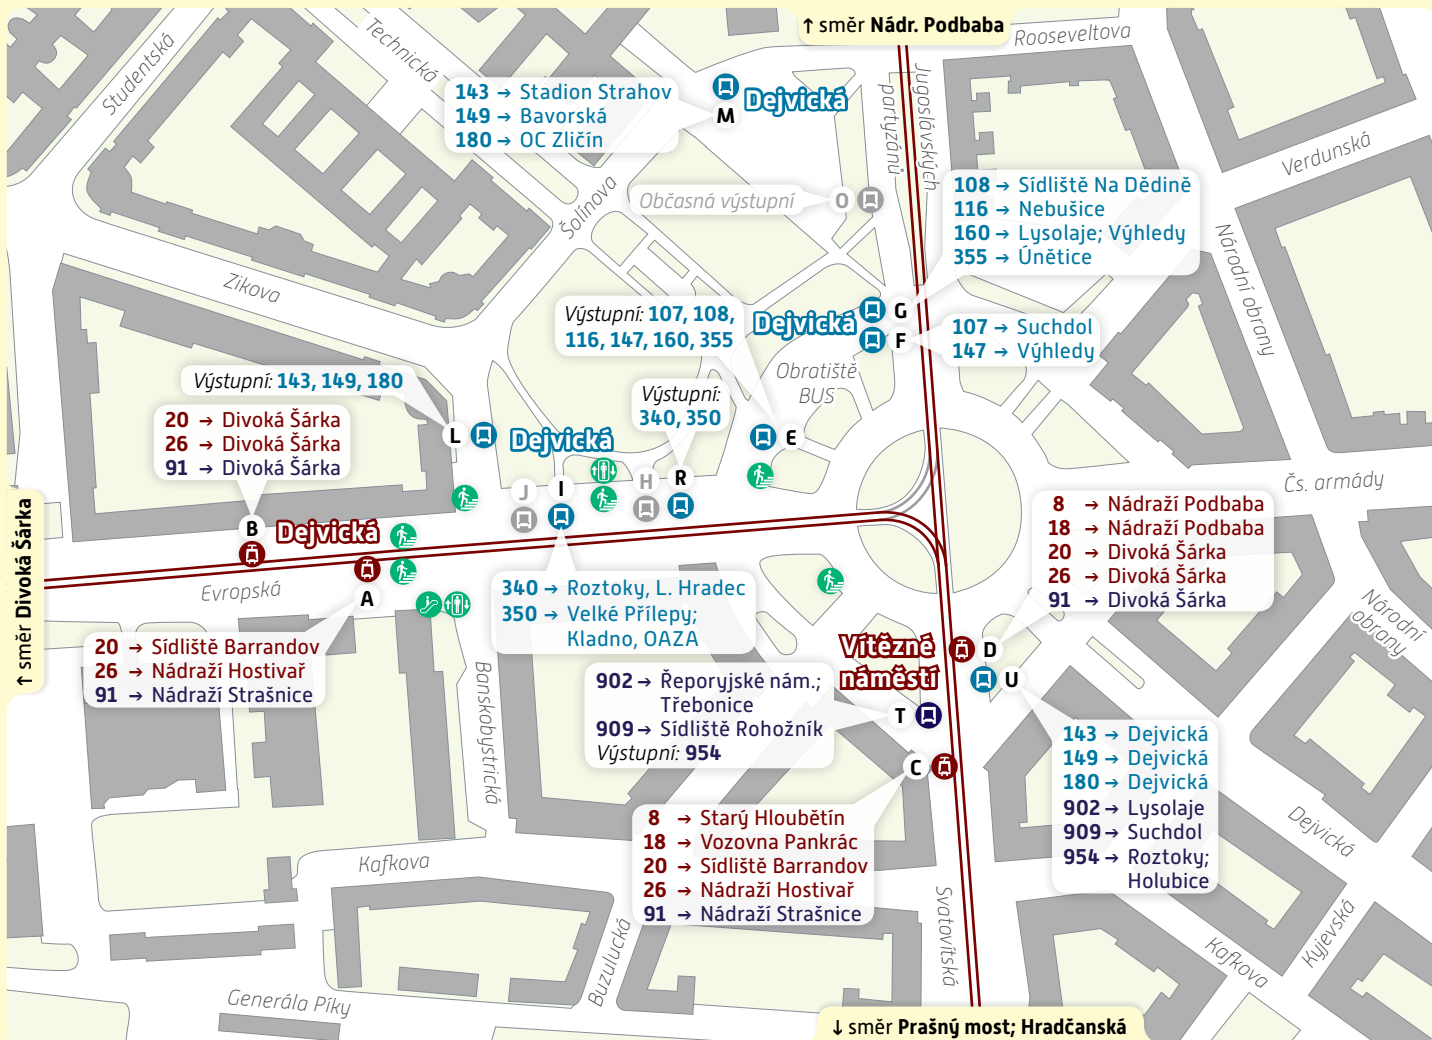 ↑ směr Nádr. Podbaba
Studentská
Technická
Rooseveltova
Jugoslávských
partyzánů
Verdunská
143 → Stadion Strahov
149 → Bavorská
180 → OC Zličín
Dejvická
M
Občasná výstupní
O
Šolínova
108 → Sídliště Na Dědině
116 → Nebušice
160 → Lysolaje; Výhledy
355 → Únětice
Národní obrany
Zikova
Výstupní: 107, 108,
116, 147, 160, 355
Dejvická
G
F
107 → Suchdol
147 → Výhledy
Obratiště
BUS
Výstupní: 143, 149, 180
Výstupní:
340, 350
20 → Divoká Šárka
26 → Divoká Šárka
91 → Divoká Šárka
L
Dejvická
E
J
I
H
R
Čs. armády
↑ směr Divoká Šárka
B
Dejvická
A
Evropská
8 → Nádraží Podbaba
18 → Nádraží Podbaba
20 → Divoká Šárka
26 → Divoká Šárka
91 → Divoká Šárka
340 → Roztoky, L. Hradec
350 → Velké Přílepy;
Kladno, OAZA
Národní
obrany
20 → Sídliště Barrandov
26 → Nádraží Hostivař
91 → Nádraží Strašnice
Vítězné
náměstí
D
U
T
C
Banskobystrická
902 → Řeporyjské nám.;
Třebonice
909 → Sídliště Rohožník
Výstupní: 954
143 → Dejvická
149 → Dejvická
180 → Dejvická
902 → Lysolaje
909 → Suchdol
954 → Roztoky;
Holubice
8 → Starý Hloubětín
18 → Vozovna Pankrác
20 → Sídliště Barrandov
26 → Nádraží Hostivař
91 → Nádraží Strašnice
Dejvická
Kafkova
Svatovítská
Buzulucká
Kafkova
Kyjevská
Generála Píky
↓ směr Prašný most; Hradčanská